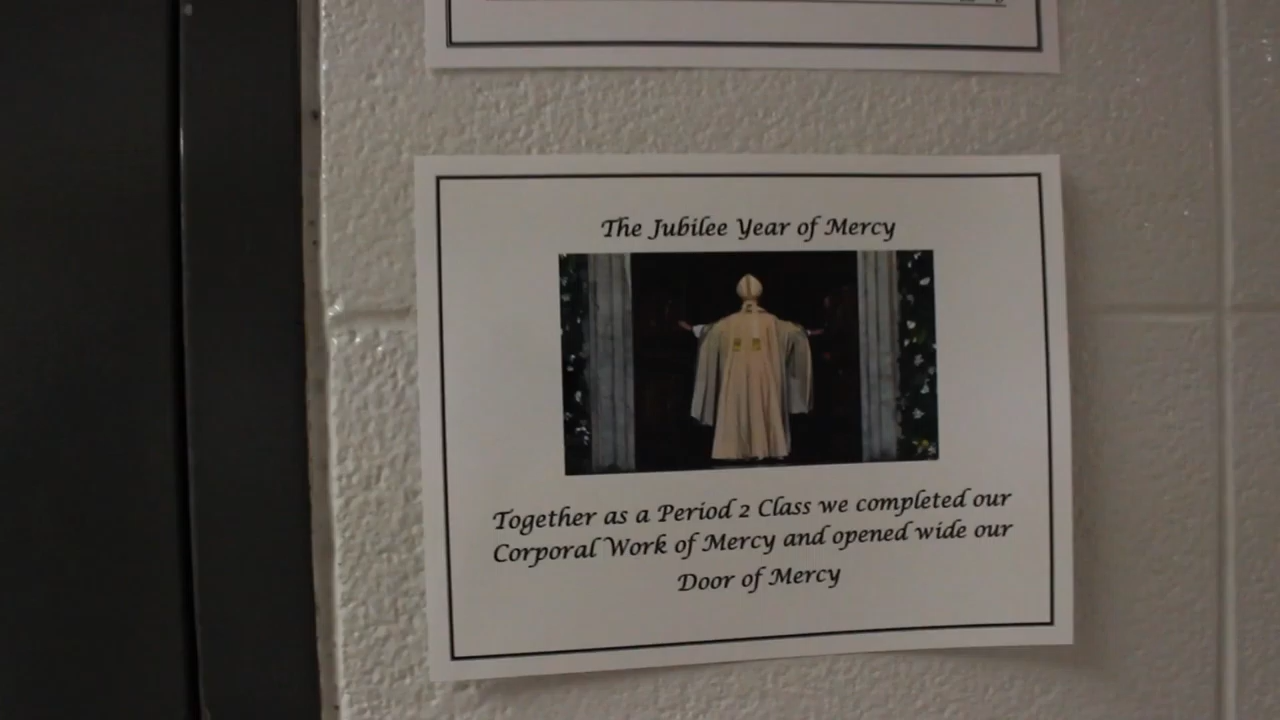 The Jubilee Year of Mercy
Together as a Period 2 Class we completed our
Corporal Work of Mercy and opened wide our
Door of Mercy